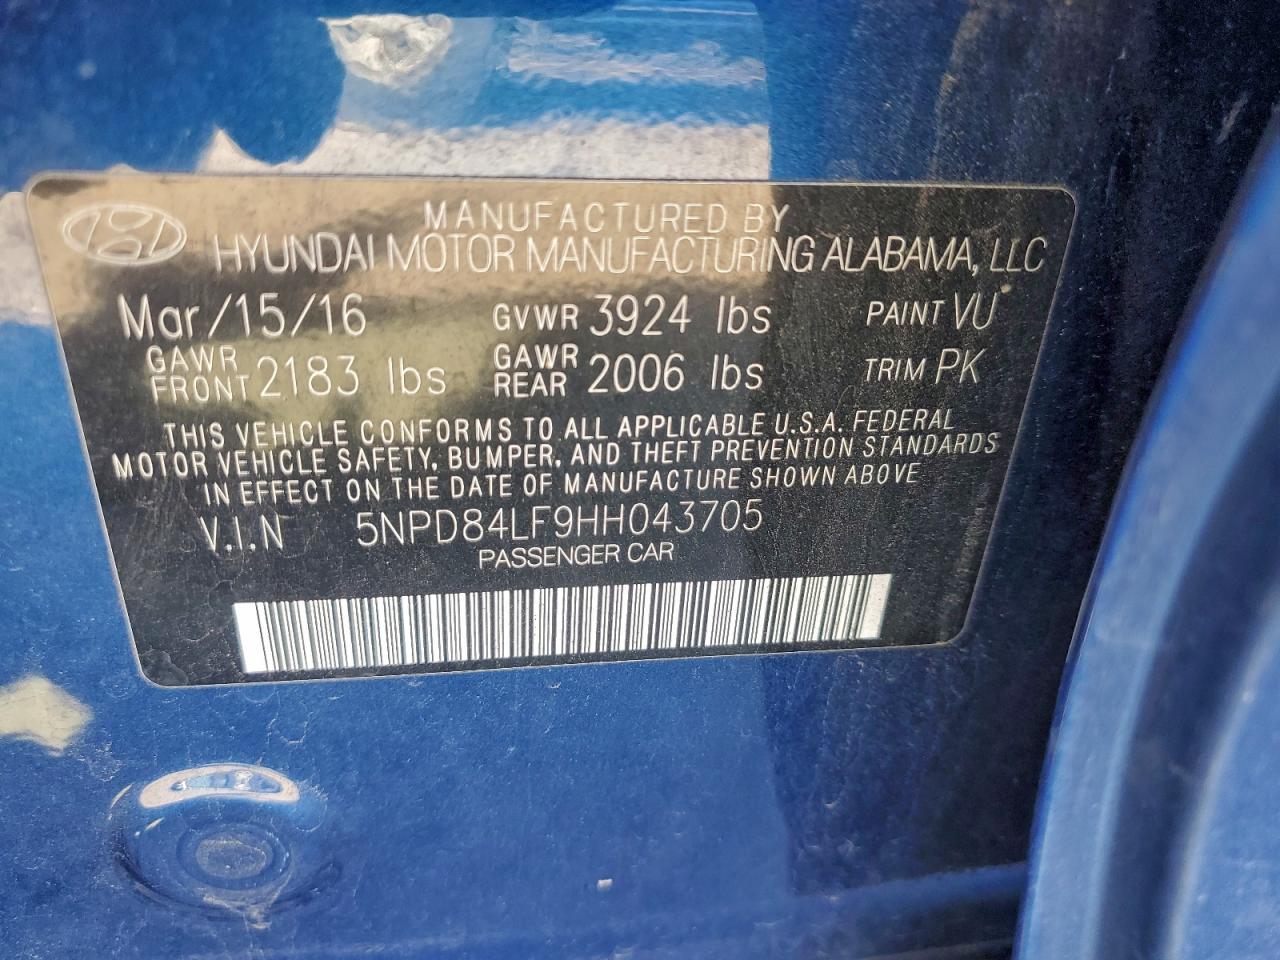 MANUFACTURED BY
HYUNDAI MOTOR MANUFACTURING ALABAMA, LLC
Mar/15/16 GVWR 3924 lbs PAINT VU
GAWR FRONT 2183 lbs GAWR REAR 2006 lbs TRIM PK
THIS VEHICLE CONFORMS TO ALL APPLICABLE U.S.A. FEDERAL
MOTOR VEHICLE SAFETY, BUMPER, AND THEFT PREVENTION STANDARDS
IN EFFECT ON THE DATE OF MANUFACTURE SHOWN ABOVE
V.I.N 5NPD84LF9HH043705
PASSENGER CAR